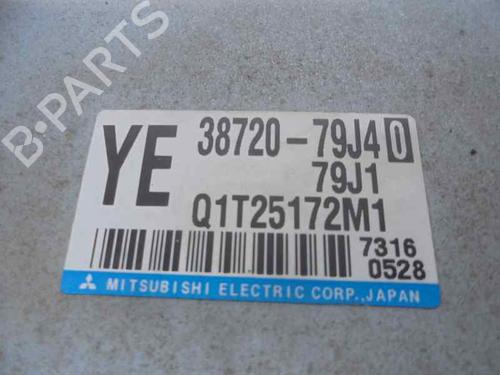 B-PARTS
YE
38720-79J40
79J1
Q1T25172M1
7316
0528
MITSUBISHI ELECTRIC CORP., JAPAN